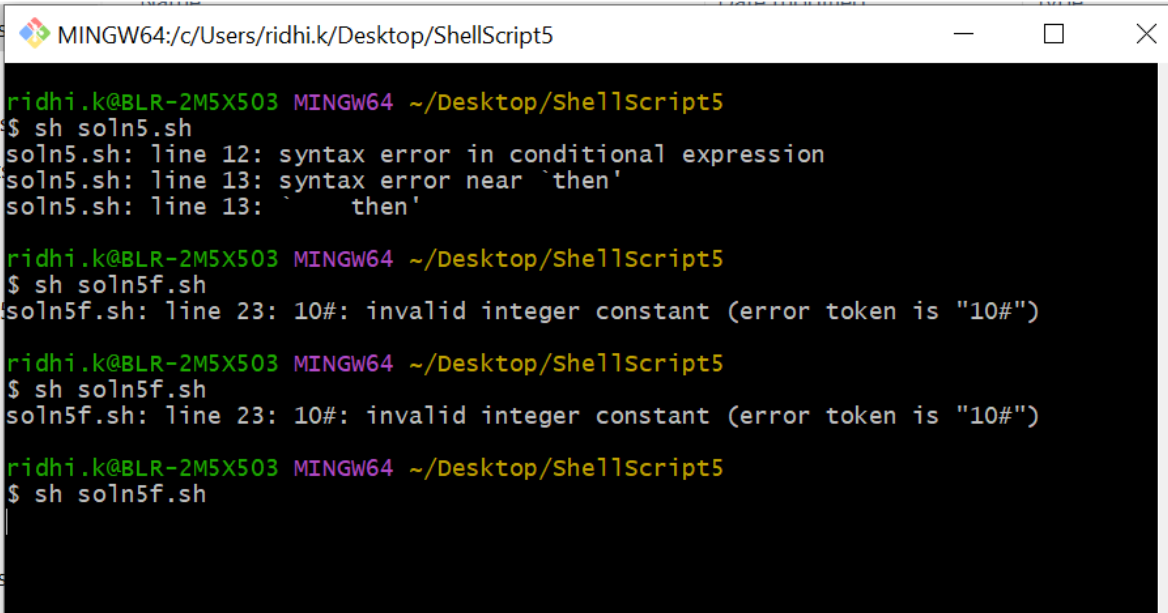 MINGW64:/c/Users/ridhi.k/Desktop/ShellScript5
ridhi.k@BLR-2M5X503 MINGW64 ~/Desktop/ShellScript5
$ sh soln5.sh
soln5.sh: line 12: syntax error in conditional expression
soln5.sh: line 13: syntax error near `then'
soln5.sh: line 13: `    then'
ridhi.k@BLR-2M5X503 MINGW64 ~/Desktop/ShellScript5
$ sh soln5f.sh
soln5f.sh: line 23: 10#: invalid integer constant (error token is "10#")
ridhi.k@BLR-2M5X503 MINGW64 ~/Desktop/ShellScript5
$ sh soln5f.sh
soln5f.sh: line 23: 10#: invalid integer constant (error token is "10#")
ridhi.k@BLR-2M5X503 MINGW64 ~/Desktop/ShellScript5
$ sh soln5f.sh